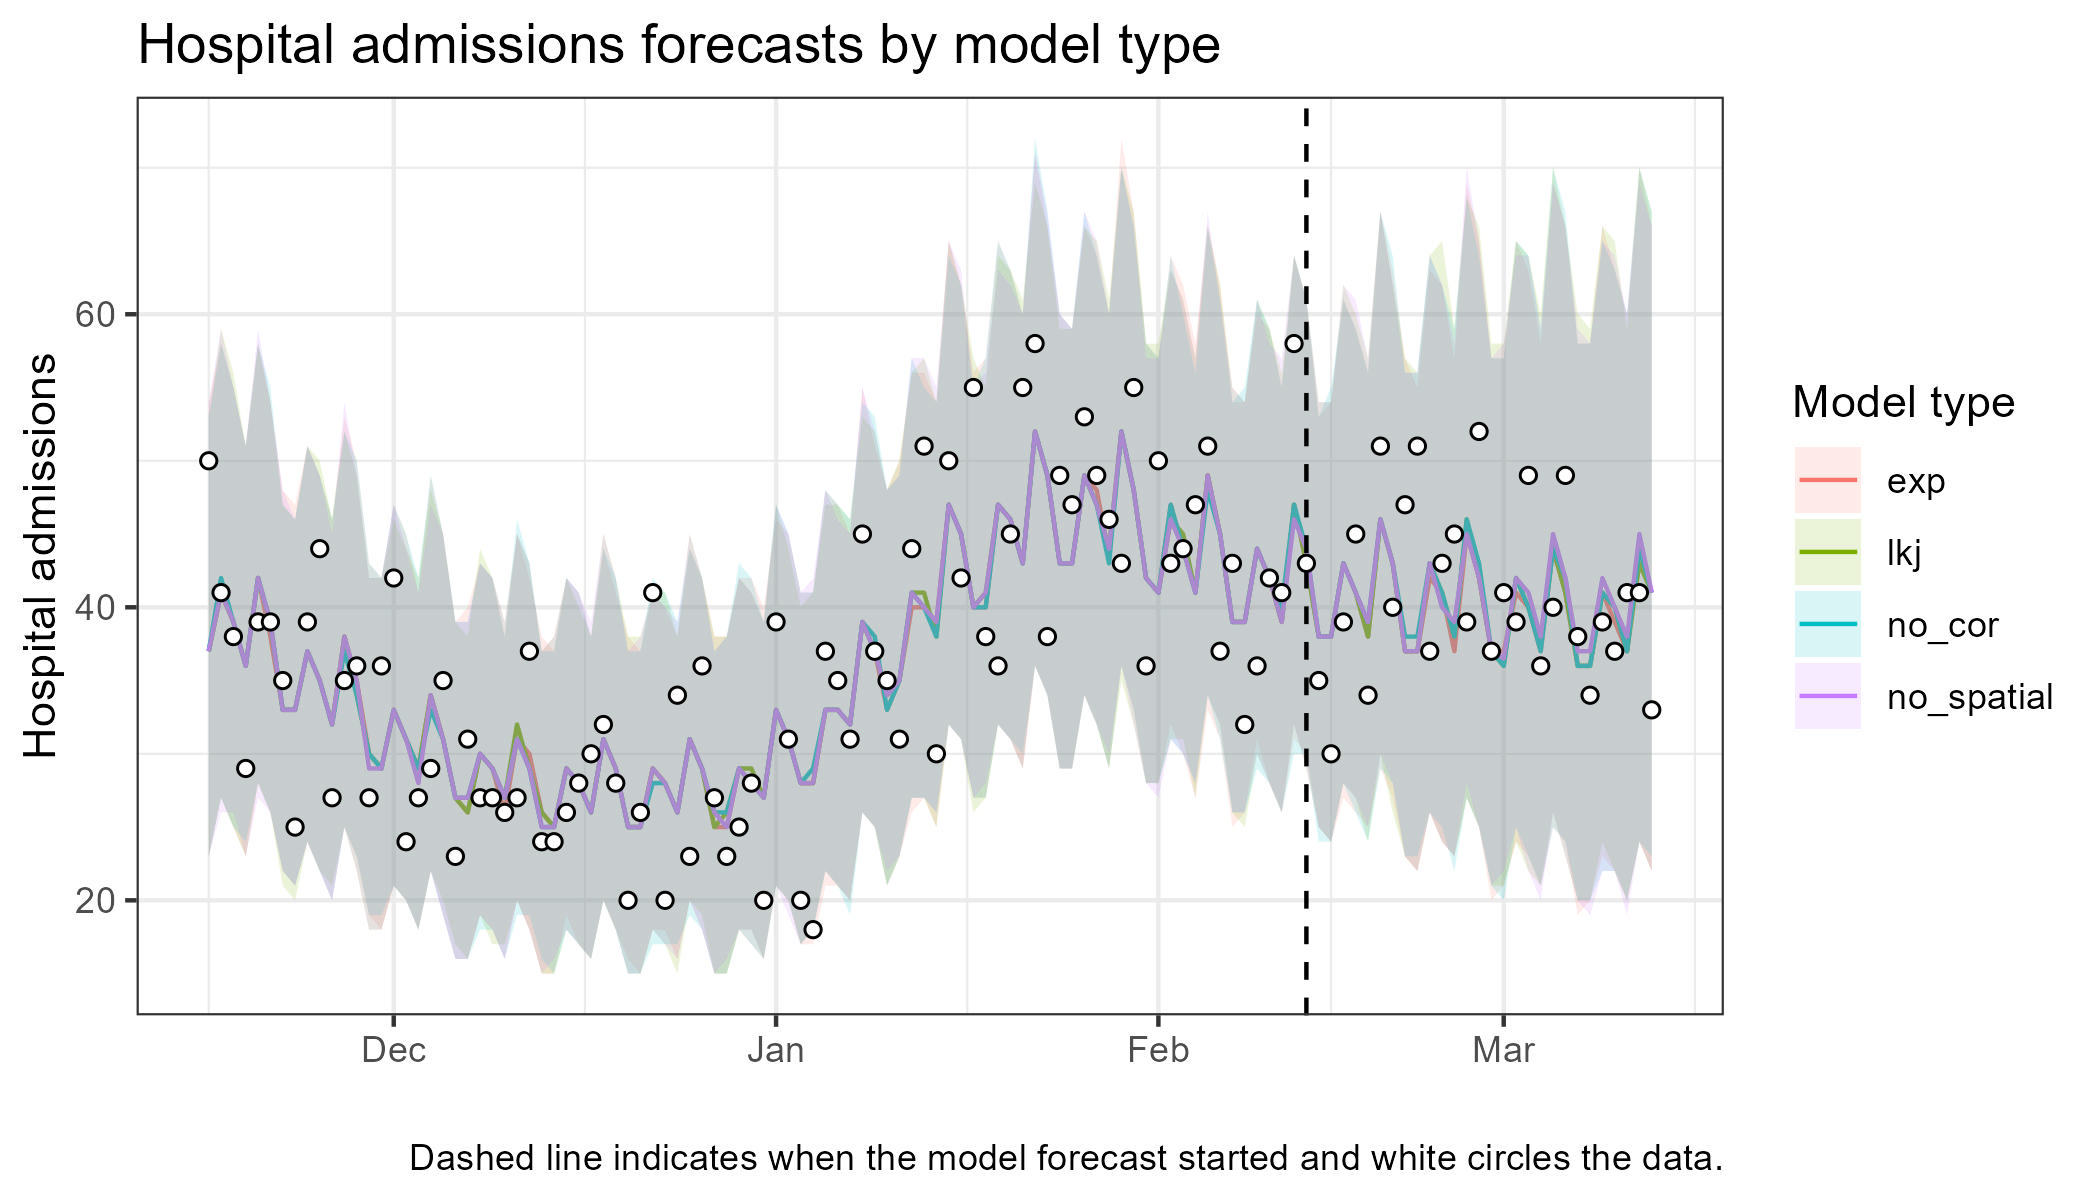 Hospital admissions forecasts by model type
Hospital admissions
60
40
20
Dec
Jan
Feb
Mar
Model type
exp
lkj
no_cor
no_spatial
Dashed line indicates when the model forecast started and white circles the data.